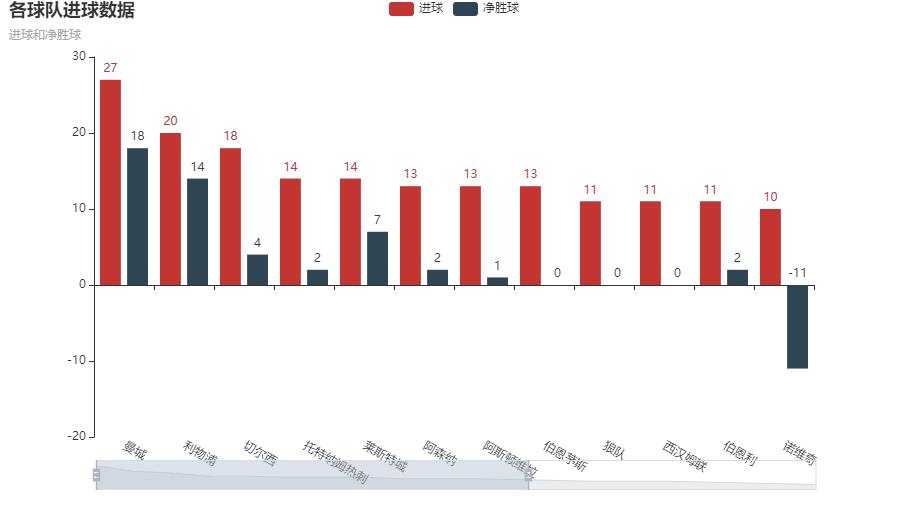 各球队进球数据
进球和净胜球
进球 净胜球
30
20
10
0
-10
-20
27 18 20 14 18 4 14 2 14 7 13 2 13 1 13 0 11 0 11 0 11 2 10 -11
曼城 利物浦 切尔西 托特纳姆热刺 莱斯特城 阿森纳 阿斯顿维拉 伯恩茅斯 狼队 西汉姆联 伯恩利 诺维奇